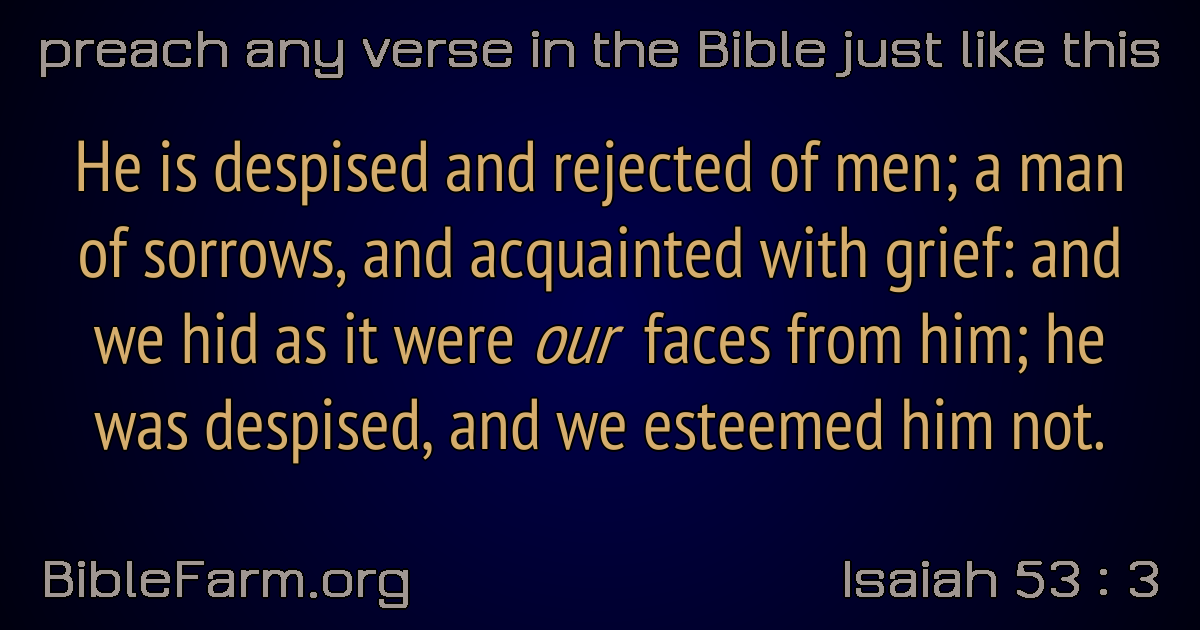 preach any verse in the Bible just like this
He is despised and rejected of men; a man
of sorrows, and acquainted with grief: and
we hid as it were our faces from him; he
was despised, and we esteemed him not.
BibleFarm.org
Isaiah 53 : 3